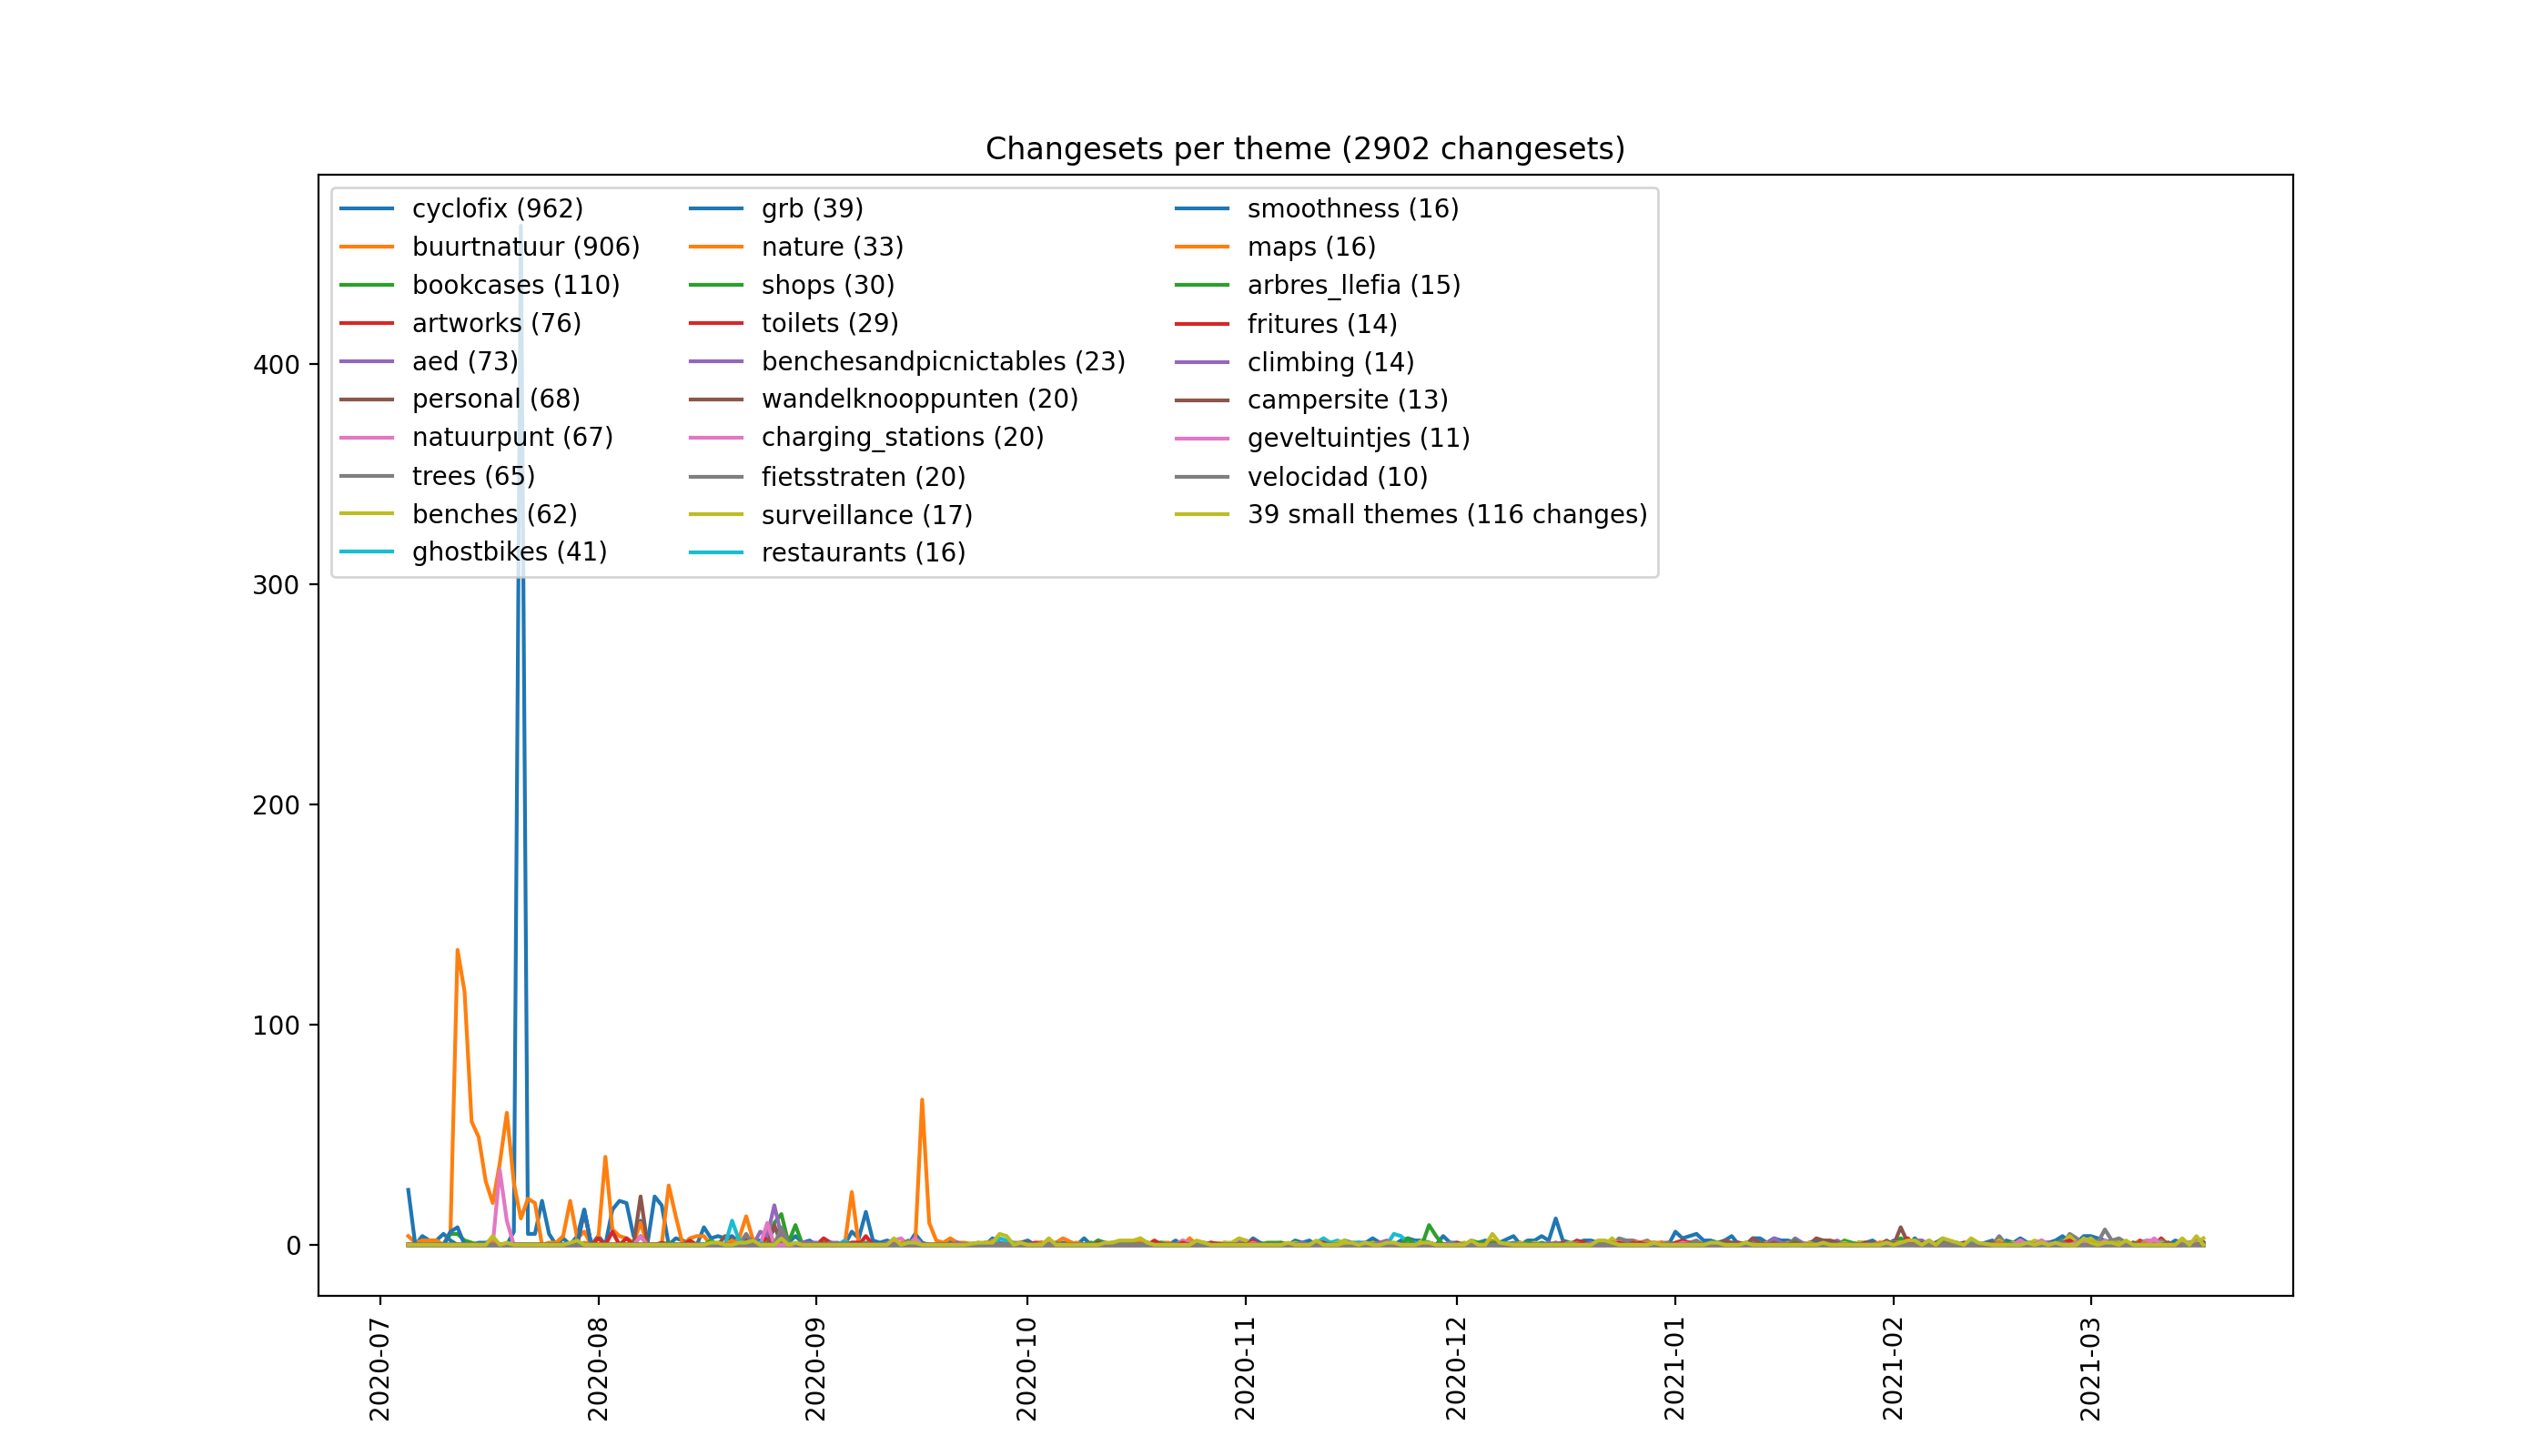 Changesets per theme (2902 changesets)
cyclofix (962)
buurtnatuur (906)
bookcases (110)
artworks (76)
aed (73)
personal (68)
natuurpunt (67)
trees (65)
benches (62)
ghostbikes (41)
grb (39)
nature (33)
shops (30)
toilets (29)
benchesandpicnictables (23)
wandelknooppunten (20)
charging_stations (20)
fietsstraten (20)
surveillance (17)
restaurants (16)
smoothness (16)
maps (16)
arbres_llefia (15)
fritures (14)
climbing (14)
campersite (13)
geveltuintjes (11)
velocidad (10)
39 small themes (116 changes)
400
300
200
100
0
2020-07
2020-08
2020-09
2020-10
2020-11
2020-12
2021-01
2021-02
2021-03